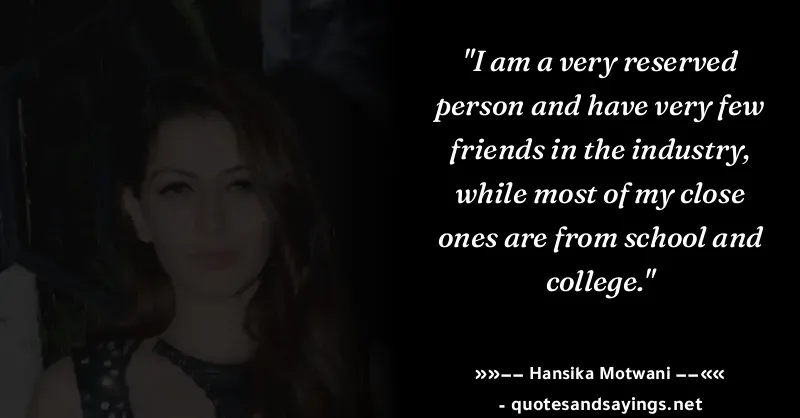 "I am a very reserved
person and have very few
friends in the industry,
while most of my close
ones are from school and
college."
»»–– Hansika Motwani ––««
- quotesandsayings.net